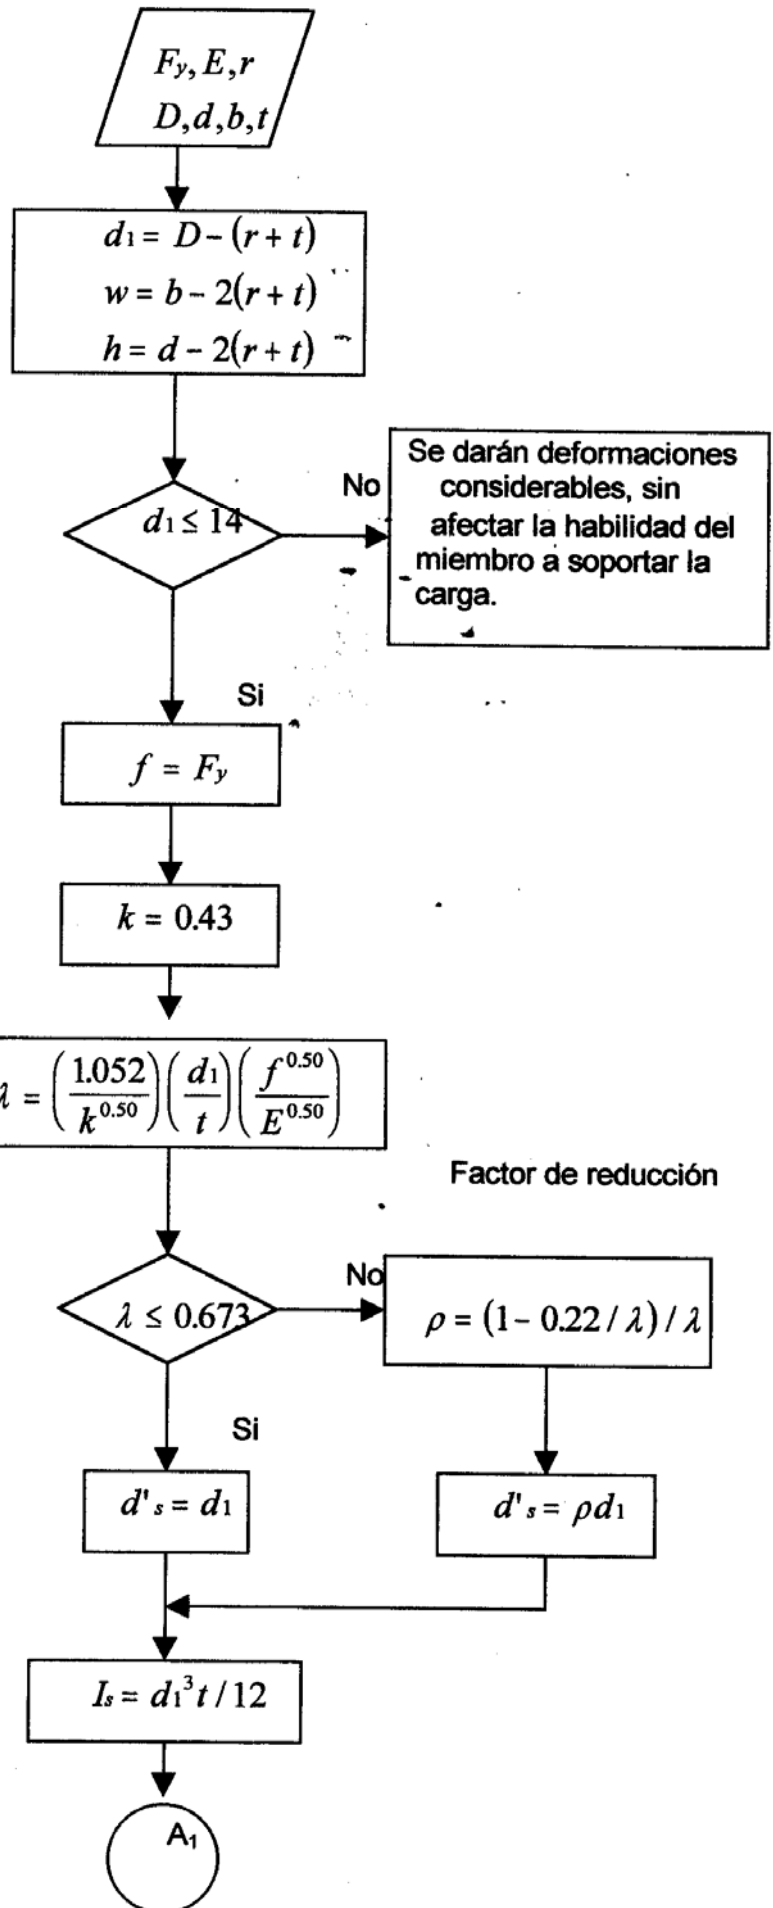 Fy, E, r
D, d, b, t
d1 = D − (r + t)
w = b − 2(r + t)
h = d − 2(r + t)
d1 ≤ 14
No
Se darán deformaciones
considerables, sin
afectar la habilidad del
miembro a soportar la
carga.
Si
f = Fy
k = 0.43
λ = (1.052 / k^0.50) (d1 / t) (f^0.50 / E^0.50)
Factor de reducción
λ ≤ 0.673
No
ρ = (1 − 0.22 / λ) / λ
Si
d's = d1
d's = ρd1
Is = d1³t / 12
A1